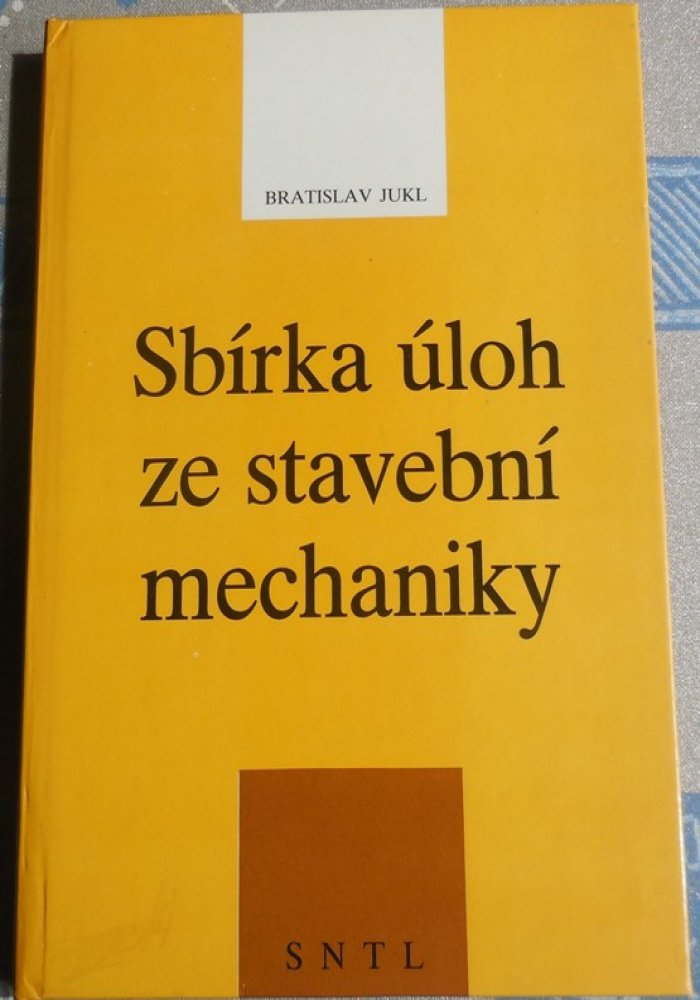 BRATISLAV JUKL
Sbírka úloh
ze stavební
mechaniky
SNTL